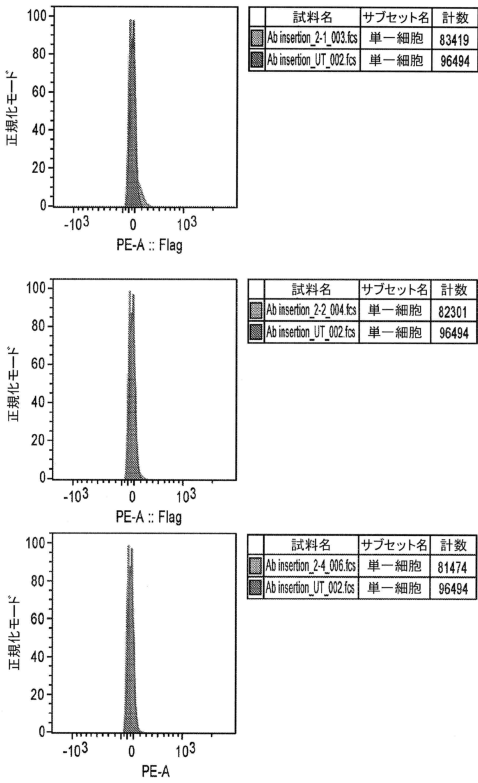 試料名 サブセット名 計数
Ab insertion_2-1_003.fcs 単一細胞 83419
Ab insertion_UT_002.fcs 単一細胞 96494
正規化モード
100
80
60
40
20
0
-10³ 0 10³
PE-A :: Flag
試料名 サブセット名 計数
Ab insertion_2-2_004.fcs 単一細胞 82301
Ab insertion_UT_002.fcs 単一細胞 96494
正規化モード
100
80
60
40
20
0
-10³ 0 10³
PE-A :: Flag
試料名 サブセット名 計数
Ab insertion_2-4_006.fcs 単一細胞 81474
Ab insertion_UT_002.fcs 単一細胞 96494
正規化モード
100
80
60
40
20
0
-10³ 0 10³
PE-A